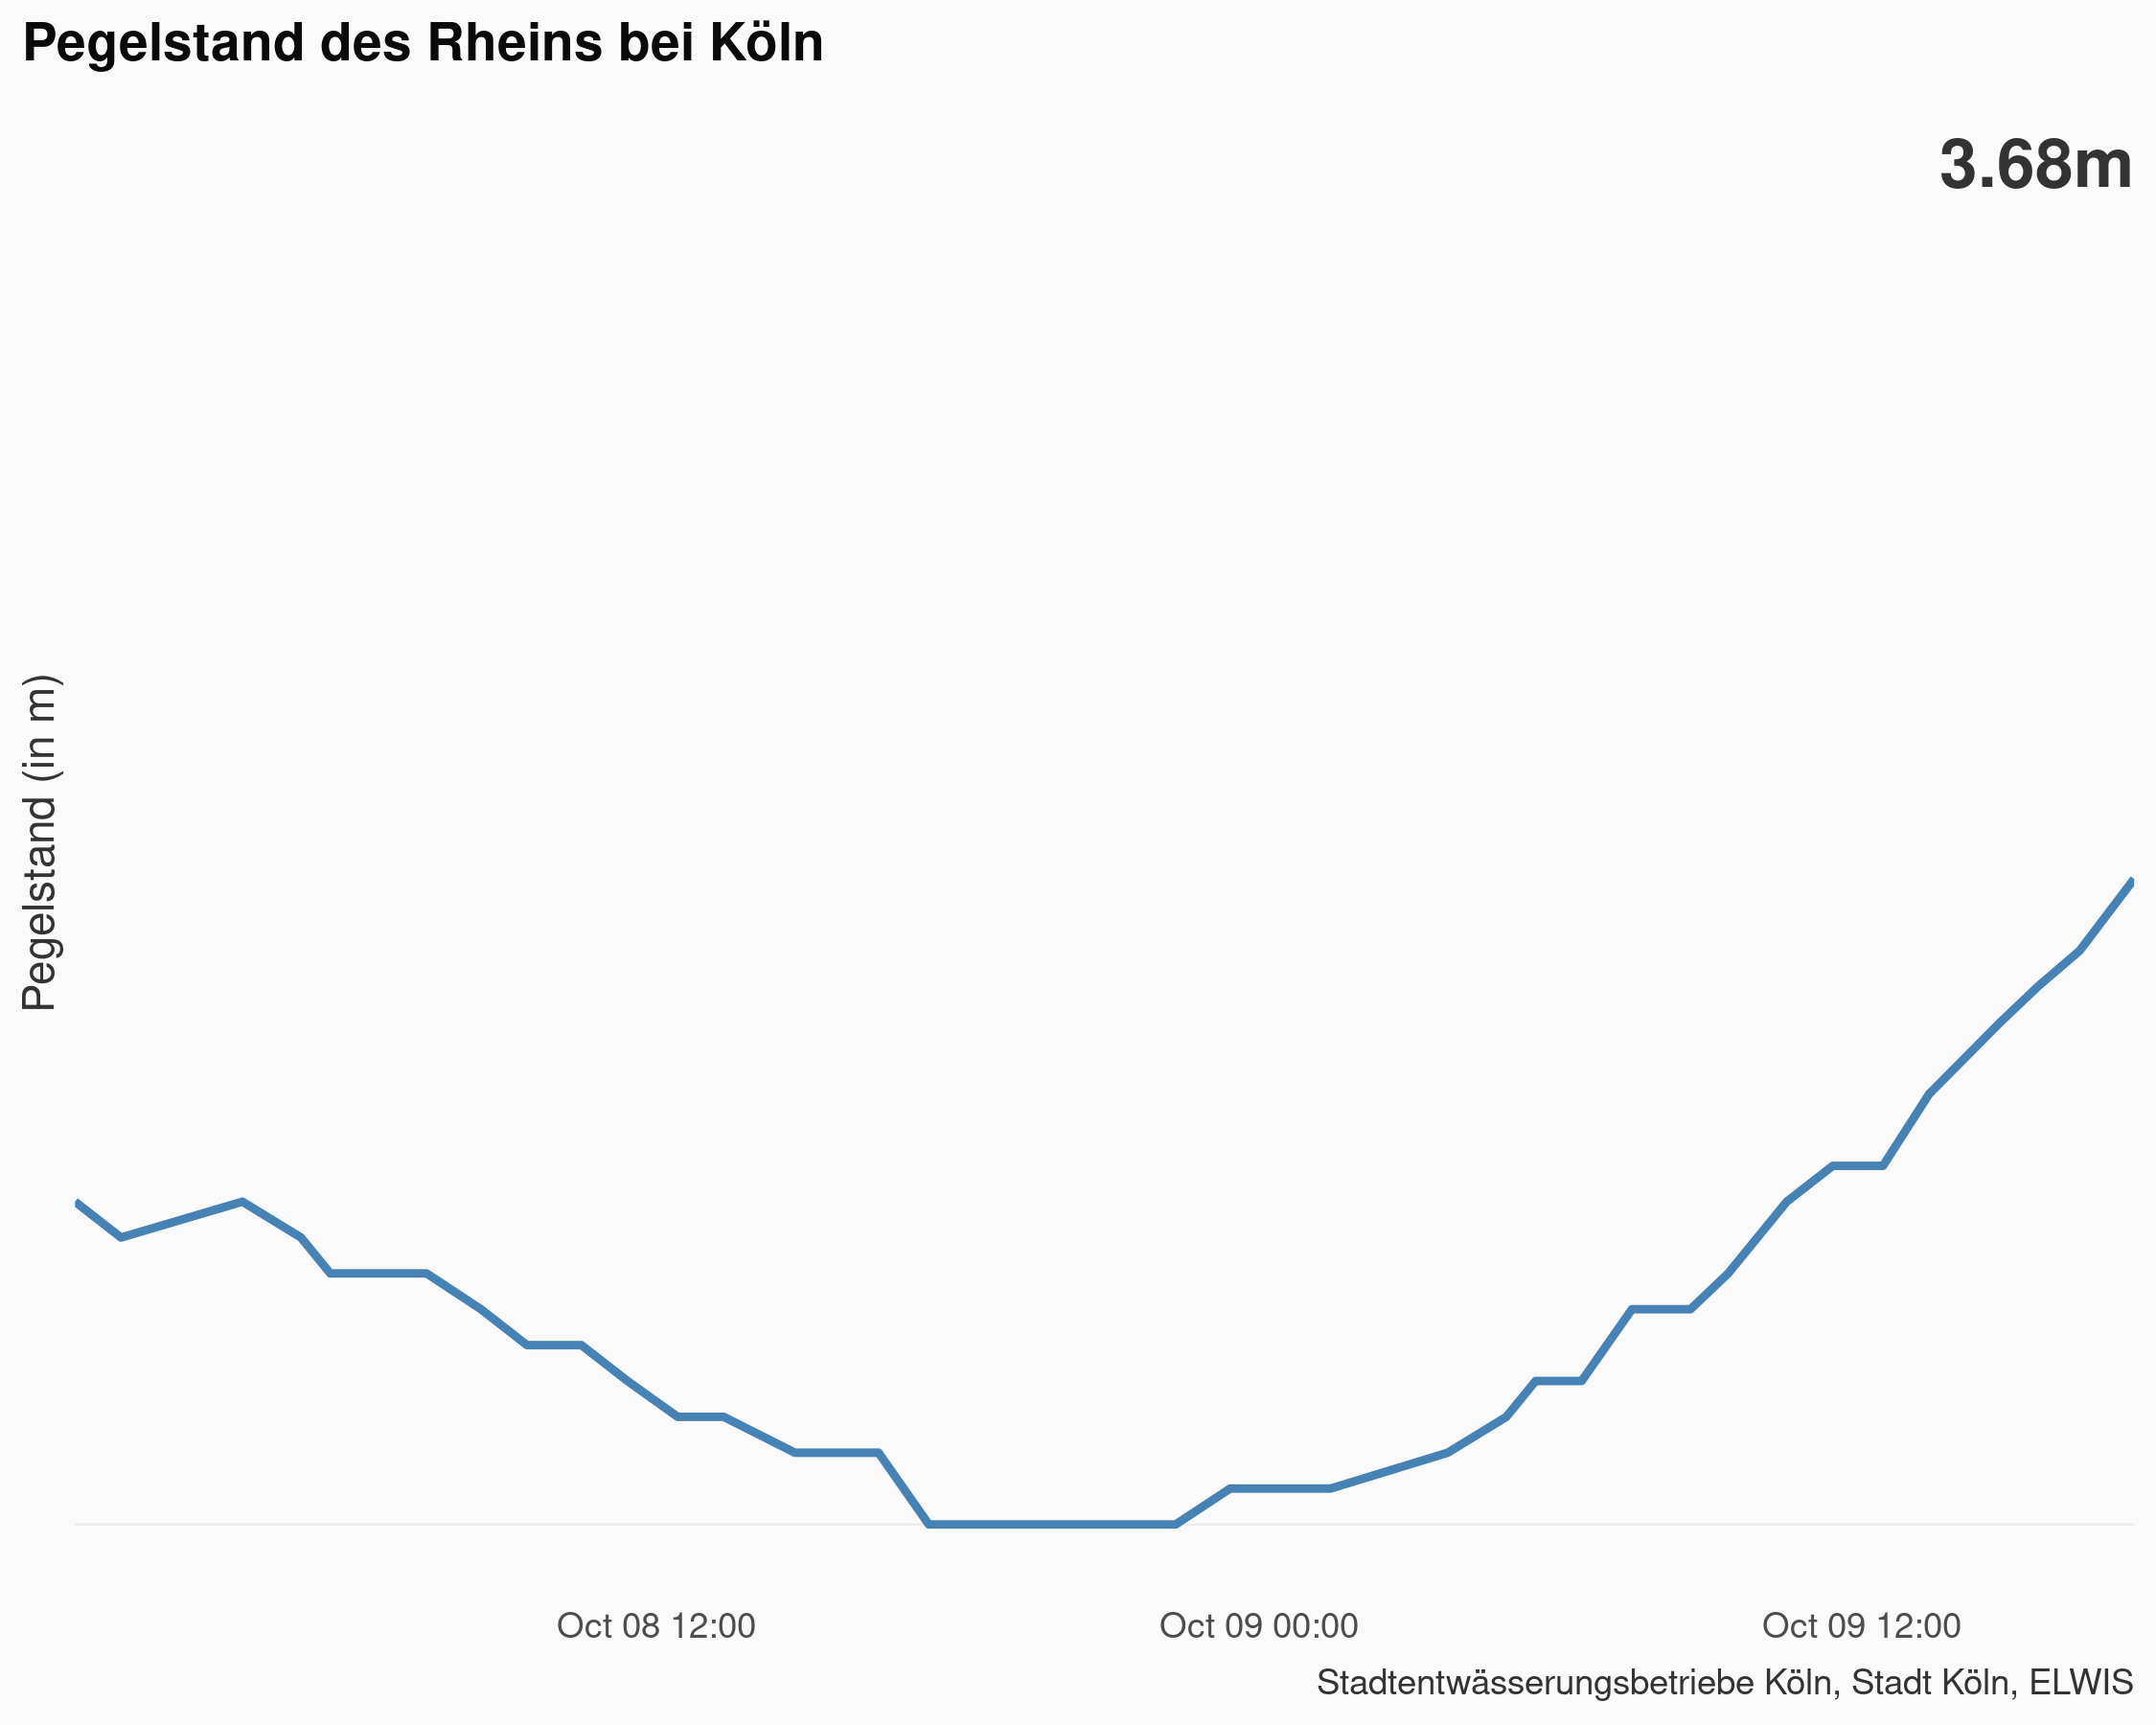 Pegelstand des Rheins bei Köln
3.68m
Pegelstand (in m)
Oct 08 12:00
Oct 09 00:00
Oct 09 12:00
Stadtentwässerungsbetriebe Köln, Stadt Köln, ELWIS